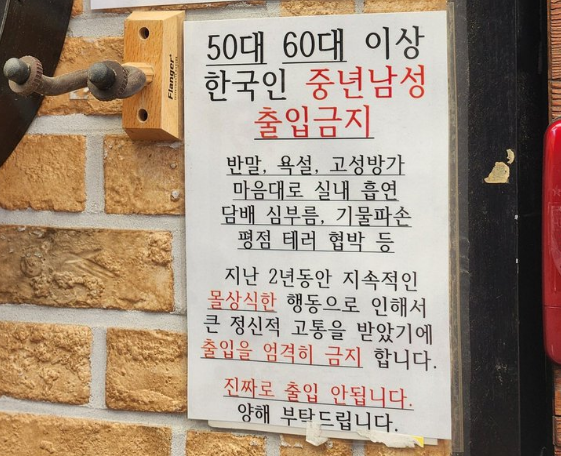 Flanger
50대 60대 이상
한국인 중년남성
출입금지
반말, 욕설, 고성방가
마음대로 실내 흡연
담배 심부름, 기물파손
평점 테러 협박 등
지난 2년동안 지속적인
몰상식한 행동으로 인해서
큰 정신적 고통을 받았기에
출입을 엄격히 금지 합니다.
진짜로 출입 안됩니다.
양해 부탁드립니다.